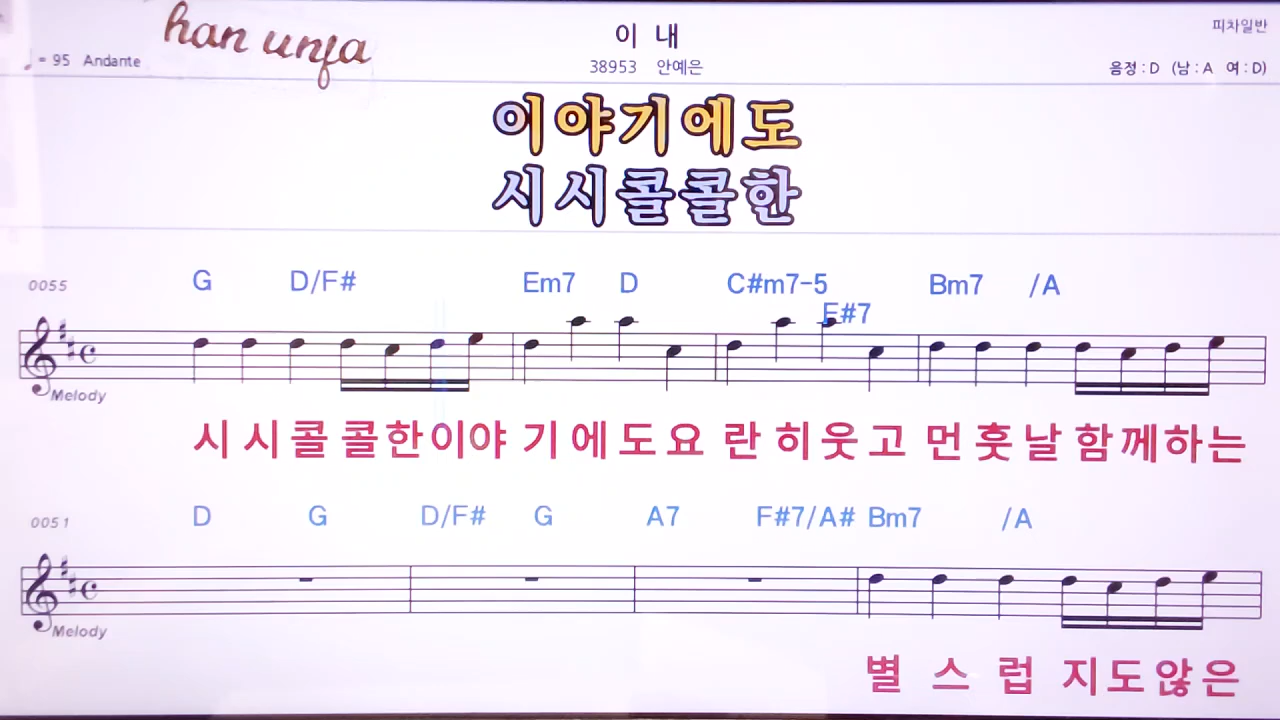 han unfa
이 내
피차일반
♩= 95 Andante
38953 안예은
음정 : D (남 : A 여 : D)
이야기에도
시시콜콜한
0055
G D/F# Em7 D C#m7-5 F#7 Bm7 /A
Melody
시 시 콜 콜한이야 기 에 도 요 란 히 웃 고 먼 훗 날 함 께하는
0051
D G D/F# G A7 F#7/A# Bm7 /A
Melody
별 스 럽 지도않은